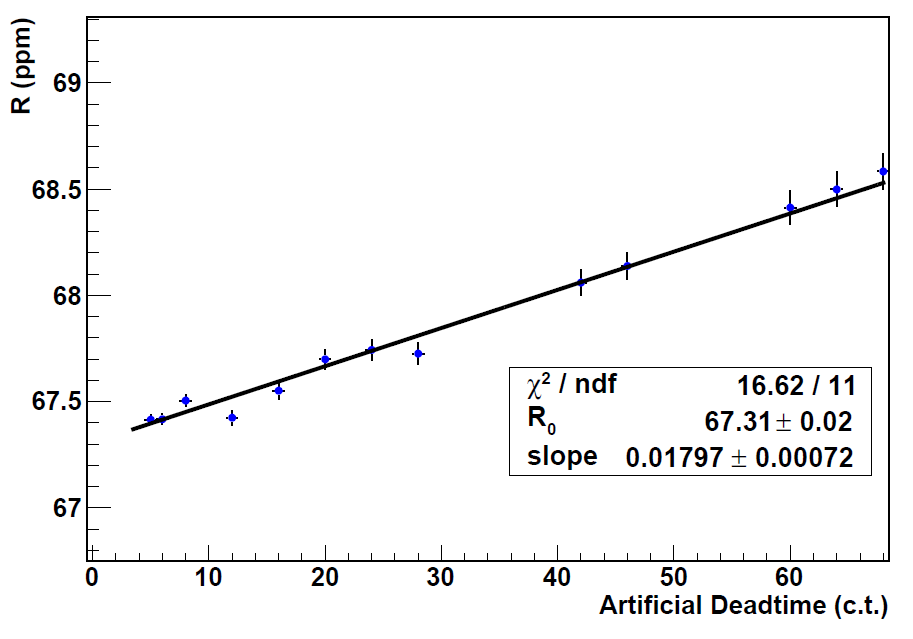 R (ppm)
69
68.5
68
67.5
67
χ² / ndf 16.62 / 11
R₀ 67.31 ± 0.02
slope 0.01797 ± 0.00072
0 10 20 30 40 50 60
Artificial Deadtime (c.t.)